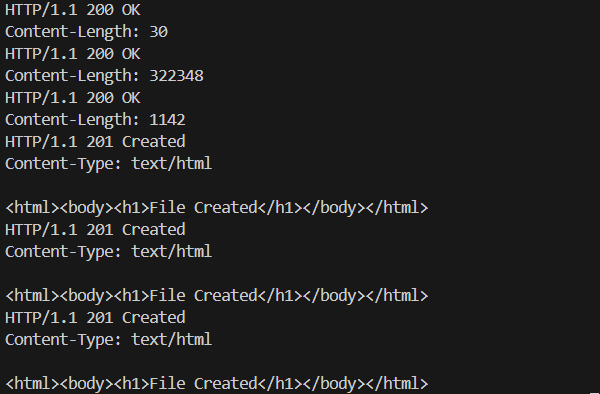 HTTP/1.1 200 OK
Content-Length: 30
HTTP/1.1 200 OK
Content-Length: 322348
HTTP/1.1 200 OK
Content-Length: 1142
HTTP/1.1 201 Created
Content-Type: text/html

<html><body><h1>File Created</h1></body></html>
HTTP/1.1 201 Created
Content-Type: text/html

<html><body><h1>File Created</h1></body></html>
HTTP/1.1 201 Created
Content-Type: text/html

<html><body><h1>File Created</h1></body></html>